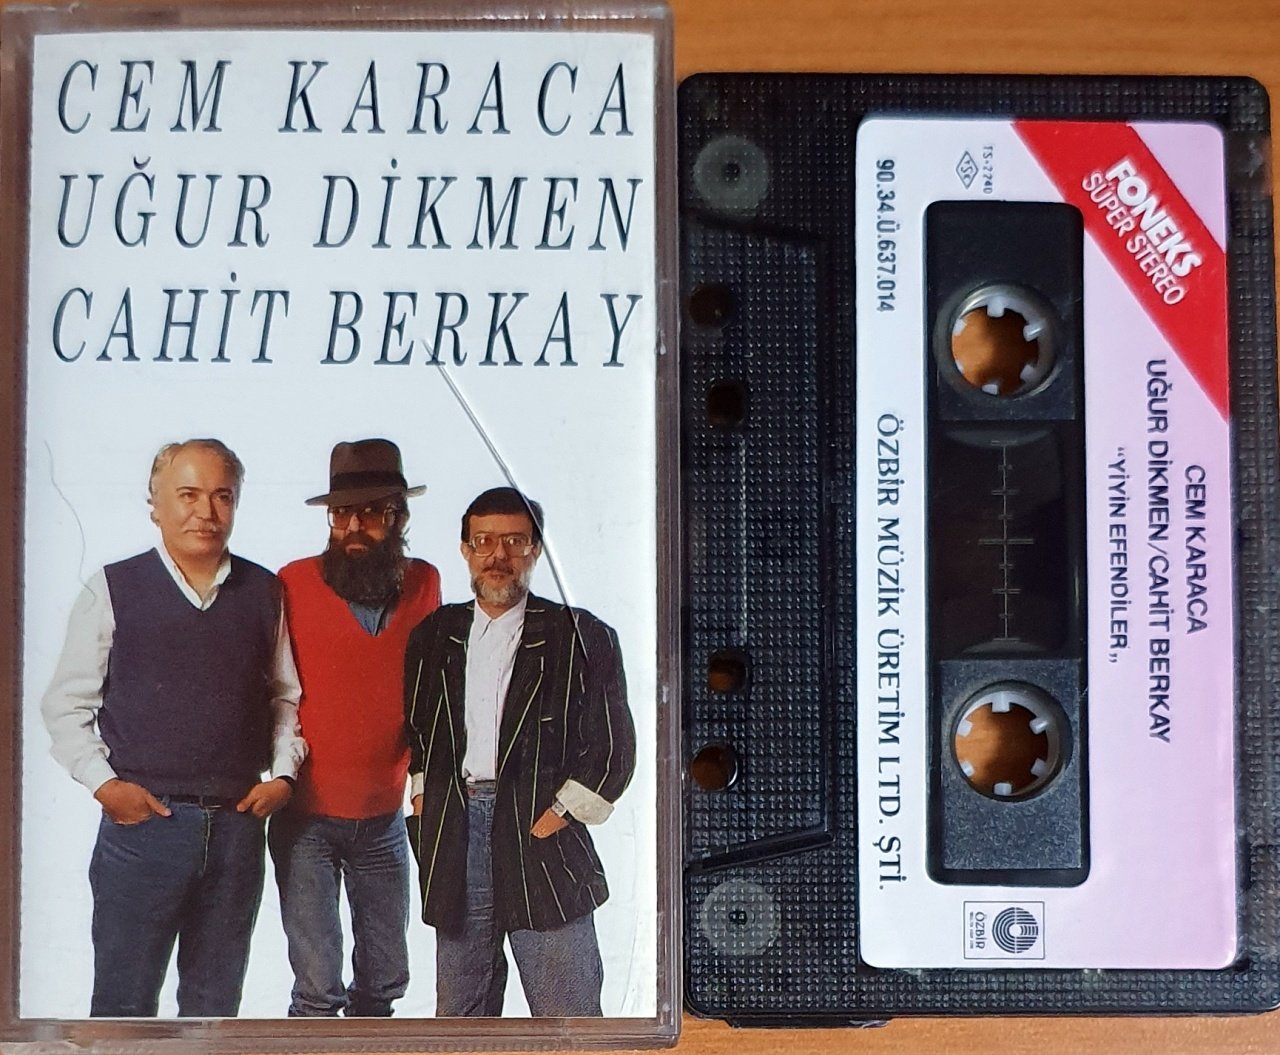 CEM KARACA
UĞUR DİKMEN
CAHİT BERKAY
FONEKS
SÜPER STEREO
CEM KARACA
UĞUR DİKMEN/CAHİT BERKAY
“YİYİN EFENDİLER„
TS-2240
TSE
90.34.Ü.637.014
ÖZBİR MÜZİK ÜRETİM LTD. ŞTİ.
ÖZBİR